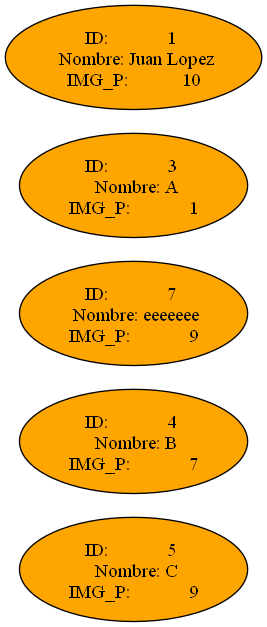 ID: 1
Nombre: Juan Lopez
IMG_P: 10
ID: 3
Nombre: A
IMG_P: 1
ID: 7
Nombre: eeeeeee
IMG_P: 9
ID: 4
Nombre: B
IMG_P: 7
ID: 5
Nombre: C
IMG_P: 9